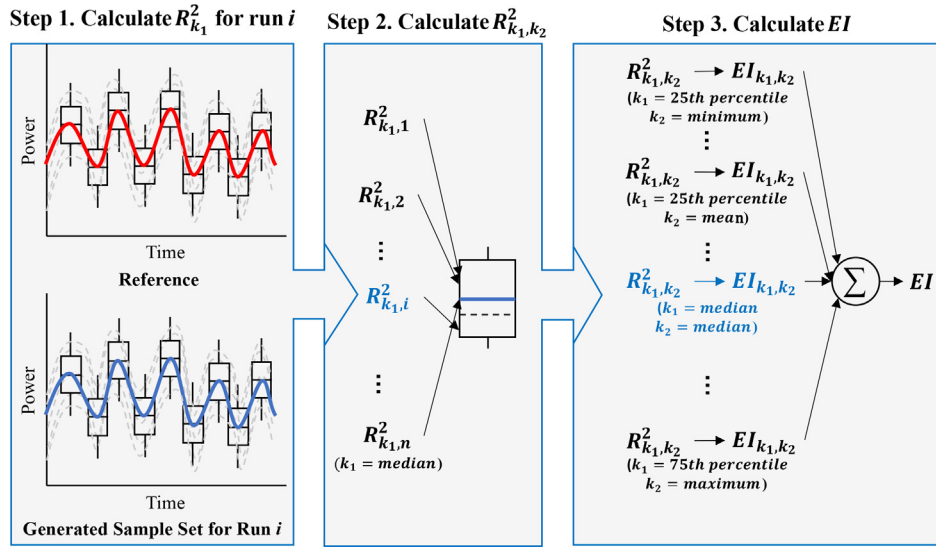 Step 1. Calculate R²ₖ₁ for run i
Power
Time
Reference
Power
Time
Generated Sample Set for Run i
Step 2. Calculate R²ₖ₁,ₖ₂
R²ₖ₁,₁
R²ₖ₁,₂
⋮
R²ₖ₁,ᵢ
⋮
R²ₖ₁,ₙ
(k₁ = median)
Step 3. Calculate EI
R²ₖ₁,ₖ₂ → EIₖ₁,ₖ₂
(k₁ = 25th percentile
k₂ = minimum)
⋮
R²ₖ₁,ₖ₂ → EIₖ₁,ₖ₂
(k₁ = 25th percentile
k₂ = mean)
⋮
R²ₖ₁,ₖ₂ → EIₖ₁,ₖ₂
(k₁ = median
k₂ = median)
⋮
R²ₖ₁,ₖ₂ → EIₖ₁,ₖ₂
(k₁ = 75th percentile
k₂ = maximum)
∑ → EI